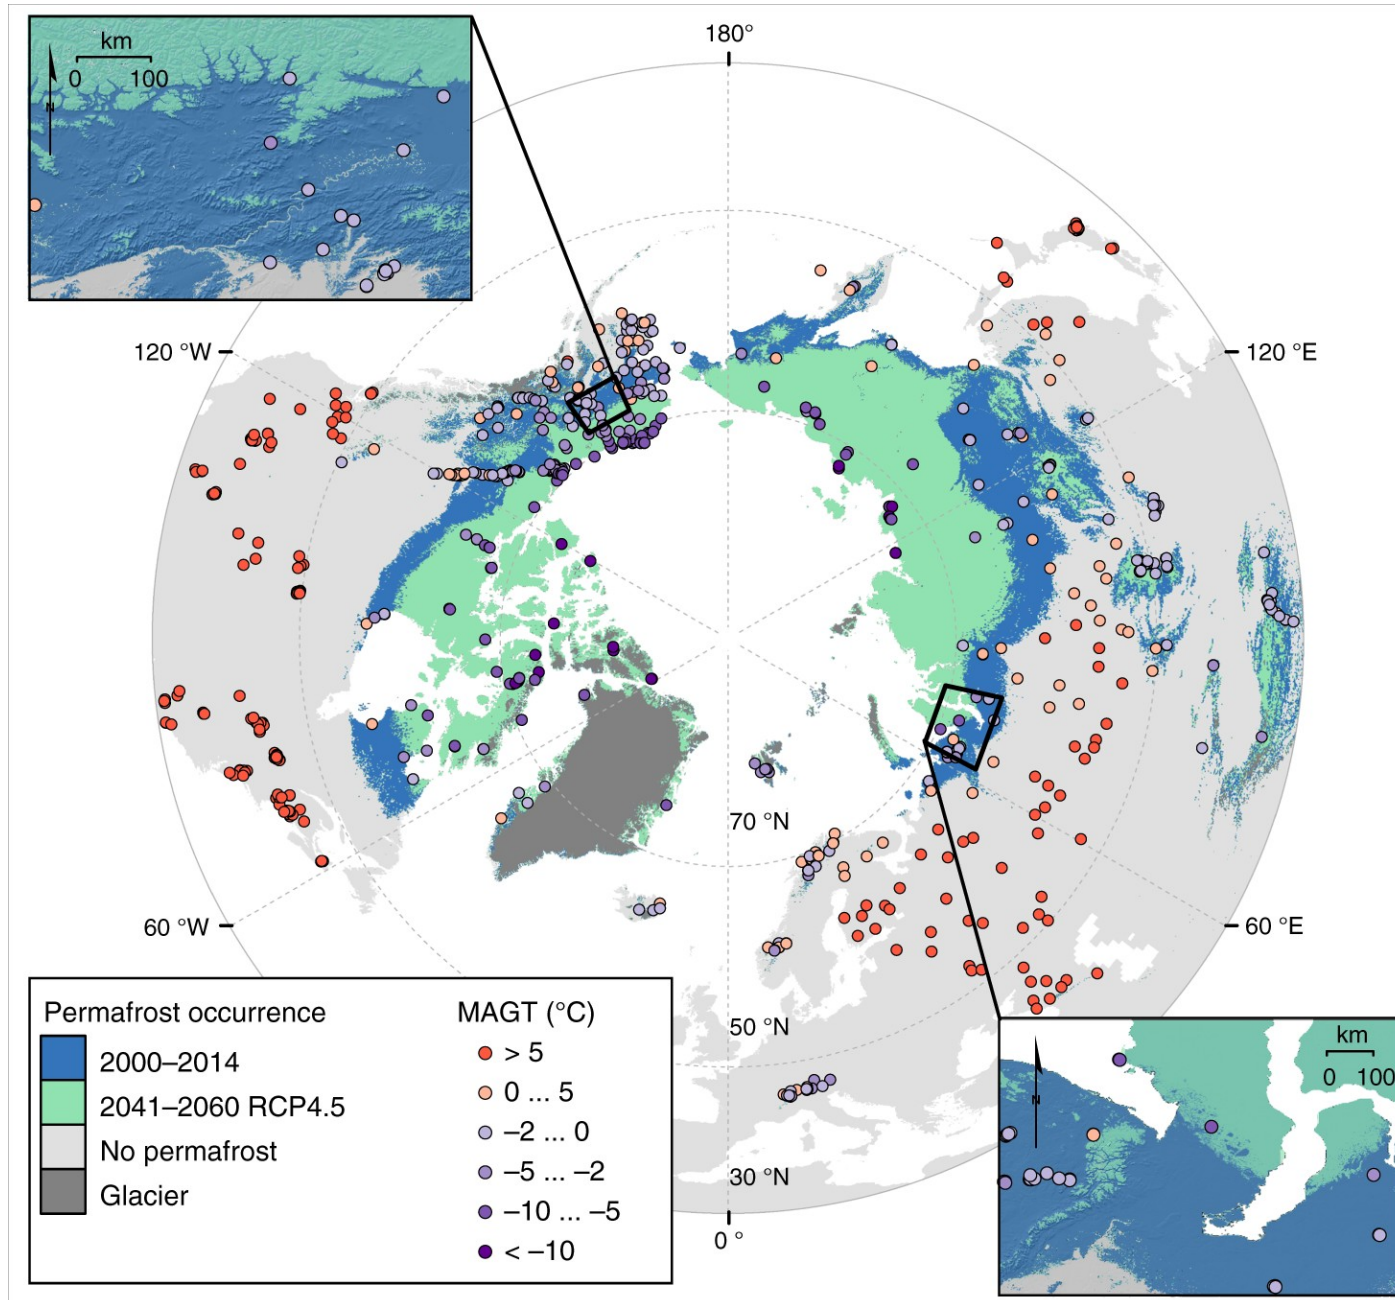 km
0 100
N
180°
120 °W
120 °E
70 °N
60 °W
60 °E
50 °N
30 °N
0 °
Permafrost occurrence
2000–2014
2041–2060 RCP4.5
No permafrost
Glacier
MAGT (°C)
> 5
0 ... 5
–2 ... 0
–5 ... –2
–10 ... –5
< –10
km
0 100
N